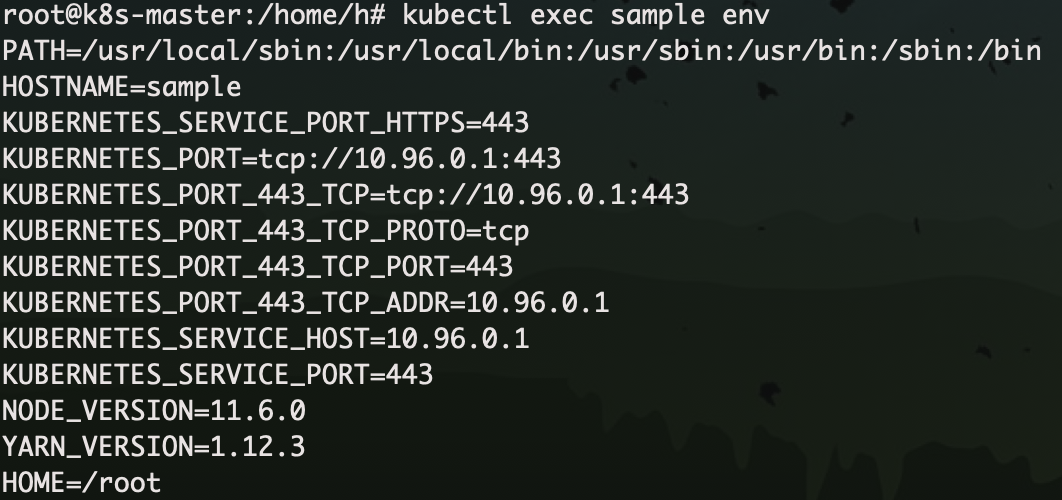 root@k8s-master:/home/h# kubectl exec sample env
PATH=/usr/local/sbin:/usr/local/bin:/usr/sbin:/usr/bin:/sbin:/bin
HOSTNAME=sample
KUBERNETES_SERVICE_PORT_HTTPS=443
KUBERNETES_PORT=tcp://10.96.0.1:443
KUBERNETES_PORT_443_TCP=tcp://10.96.0.1:443
KUBERNETES_PORT_443_TCP_PROTO=tcp
KUBERNETES_PORT_443_TCP_PORT=443
KUBERNETES_PORT_443_TCP_ADDR=10.96.0.1
KUBERNETES_SERVICE_HOST=10.96.0.1
KUBERNETES_SERVICE_PORT=443
NODE_VERSION=11.6.0
YARN_VERSION=1.12.3
HOME=/root